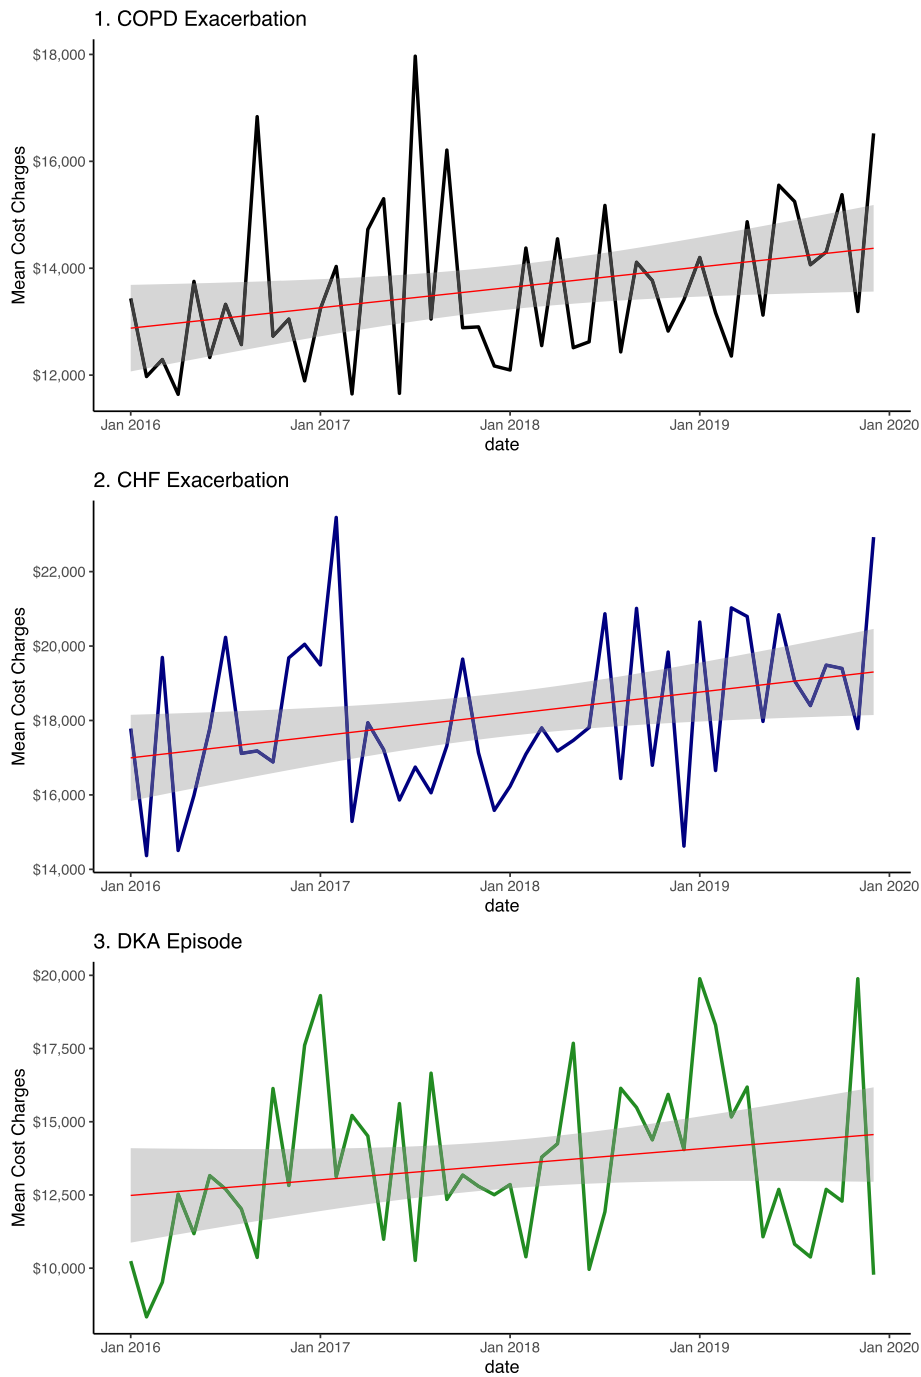 1. COPD Exacerbation
Mean Cost Charges
$18,000
$16,000
$14,000
$12,000
Jan 2016 Jan 2017 Jan 2018 Jan 2019 Jan 2020
date
2. CHF Exacerbation
Mean Cost Charges
$22,000
$20,000
$18,000
$16,000
$14,000
Jan 2016 Jan 2017 Jan 2018 Jan 2019 Jan 2020
date
3. DKA Episode
Mean Cost Charges
$20,000
$17,500
$15,000
$12,500
$10,000
Jan 2016 Jan 2017 Jan 2018 Jan 2019 Jan 2020
date